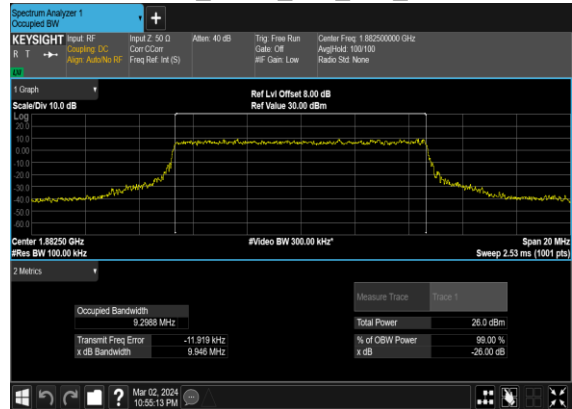 Spectrum Analyzer 1
Occupied BW
+
KEYSIGHT Input: RF Input Z: 50 Ω Atten: 40 dB Trig: Free Run Center Freq: 1.882500000 GHz
R T Coupling: DC Corr CCorr Gate: Off Avg|Hold: 100/100
Align: Auto/No RF Freq Ref: Int (S) #IF Gain: Low Radio Std: None
LW
1 Graph
Ref Lvl Offset 8.00 dB
Scale/Div 10.0 dB Ref Value 30.00 dBm
Log
20.0
10.0
0.00
-10.0
-20.0
-30.0
-40.0
-50.0
-60.0
Center 1.88250 GHz #Video BW 300.00 kHz* Span 20 MHz
#Res BW 100.00 kHz Sweep 2.53 ms (1001 pts)
2 Metrics
Measure Trace Trace 1
Occupied Bandwidth
9.2988 MHz Total Power 26.0 dBm
Transmit Freq Error -11.919 kHz % of OBW Power 99.00 %
x dB Bandwidth 9.946 MHz x dB -26.00 dB
? Mar 02, 2024
10:55:13 PM